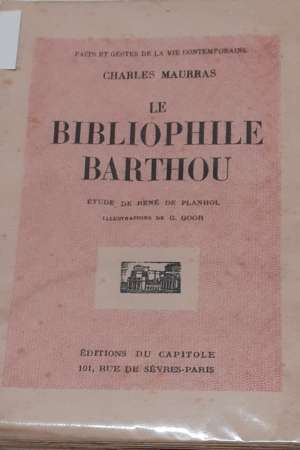 FAITS ET GESTES DE LA VIE CONTEMPORAINE
CHARLES MAURRAS
LE
BIBLIOPHILE
BARTHOU
ÉTUDE DE RENÉ DE PLANHOL
ILLUSTRATIONS DE G. GOOR
ÉDITIONS DU CAPITOLE
101, RUE DE SÈVRES-PARIS